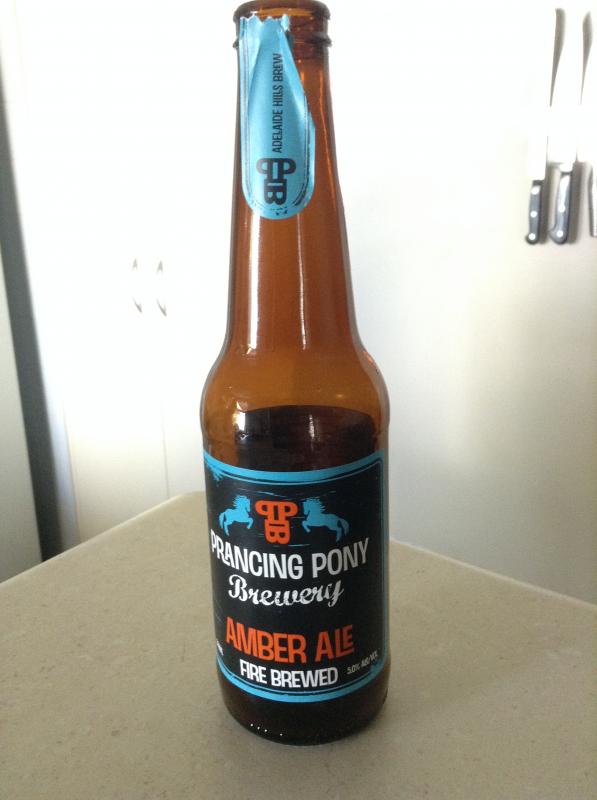 ADELAIDE HILLS BREW
PPB
PPB
PRANCING PONY
Brewery
AMBER ALE
FIRE BREWED
5.0% ALC/VOL